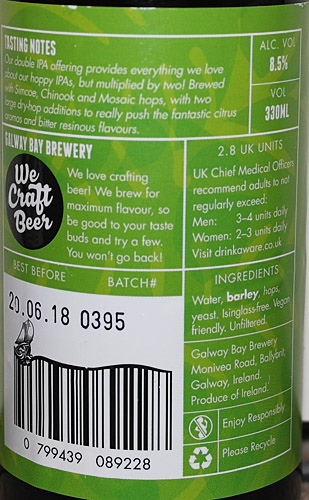 TASTING NOTES
Our double IPA offering provides everything we love
about our hoppy IPAs, but multiplied by two! Brewed
with Simcoe, Chinook and Mosaic hops, with two
large dry-hop additions to really push the fantastic citrus
aromas and bitter resinous flavours.
ALC. VOL
8.5%
VOL
330ML
GALWAY BAY BREWERY
We
Craft
Beer
We love crafting
beer! We brew for
maximum flavour, so
be good to your taste
buds and try a few.
You won't go back!
2.8 UK UNITS
UK Chief Medical Officers
recommend adults to not
regularly exceed:
Men: 3–4 units daily
Women: 2–3 units daily
Visit drinkaware.co.uk
BEST BEFORE BATCH#
20.06.18 0395
0 799439 089228
INGREDIENTS
Water, barley, hops,
yeast. Isinglass-free. Vegan
friendly. Unfiltered.
Galway Bay Brewery
Monivea Road, Ballybrit,
Galway, Ireland.
Produce of Ireland.
Enjoy Responsibly
Please Recycle